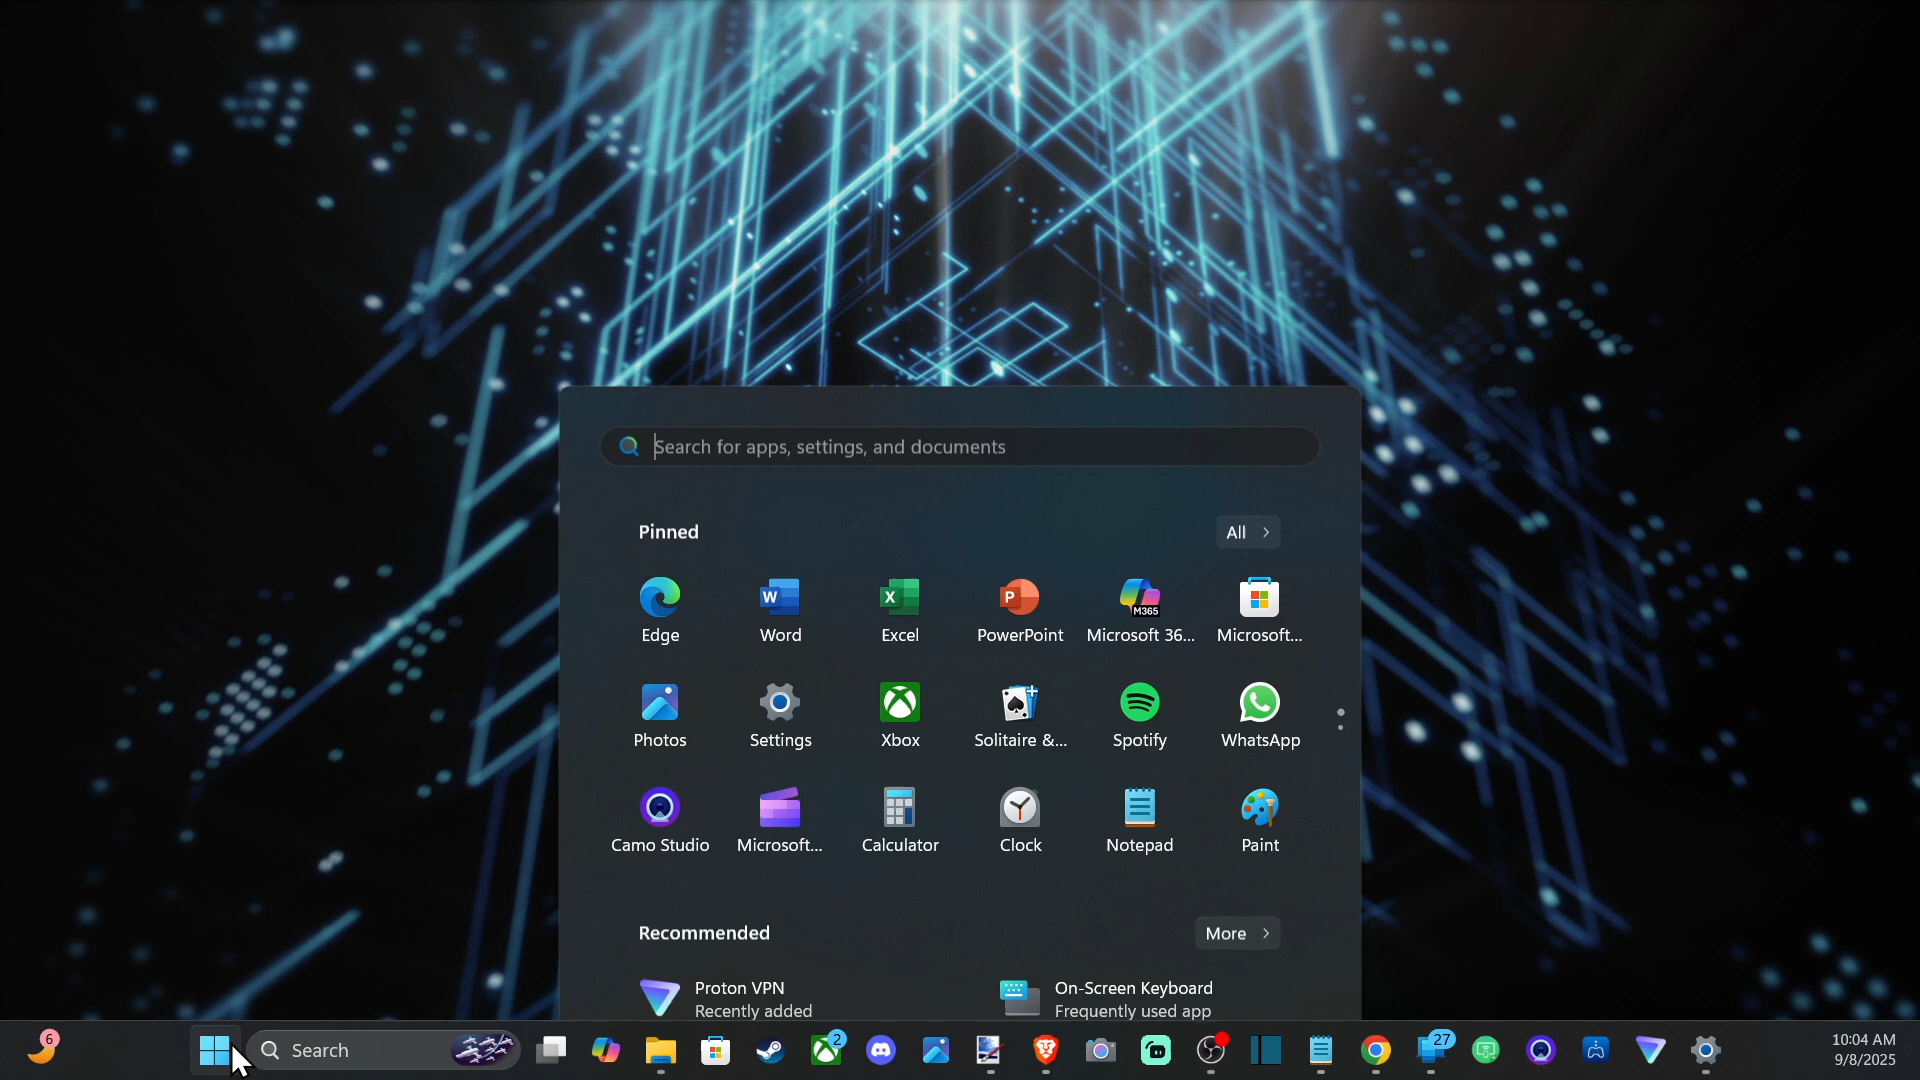 Search for apps, settings, and documents
Pinned
All
Edge
Word
Excel
PowerPoint
Microsoft 36...
Microsoft...
Photos
Settings
Xbox
Solitaire &...
Spotify
WhatsApp
Camo Studio
Microsoft...
Calculator
Clock
Notepad
Paint
Recommended
More
Proton VPN
Recently added
On-Screen Keyboard
Frequently used app
W
X
P
M365
6
Search
2
27
10:04 AM
9/8/2025